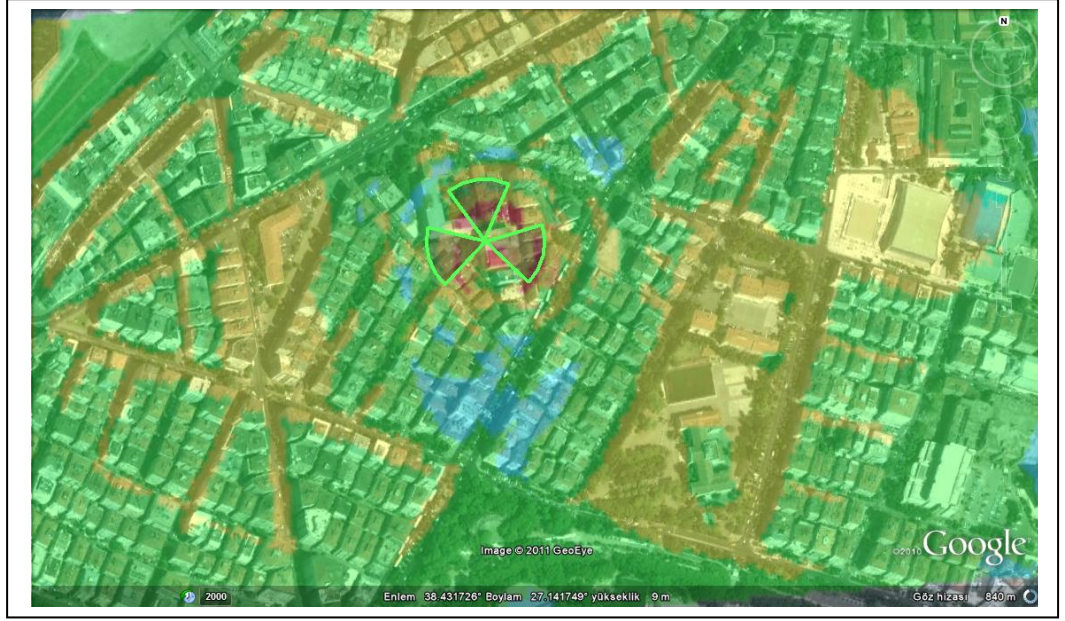 N
Image © 2011 GeoEye
©2010 Google
2000
Enlem 38.431726° Boylam 27.141749° yükseklik 9 m
Göz hizası 840 m